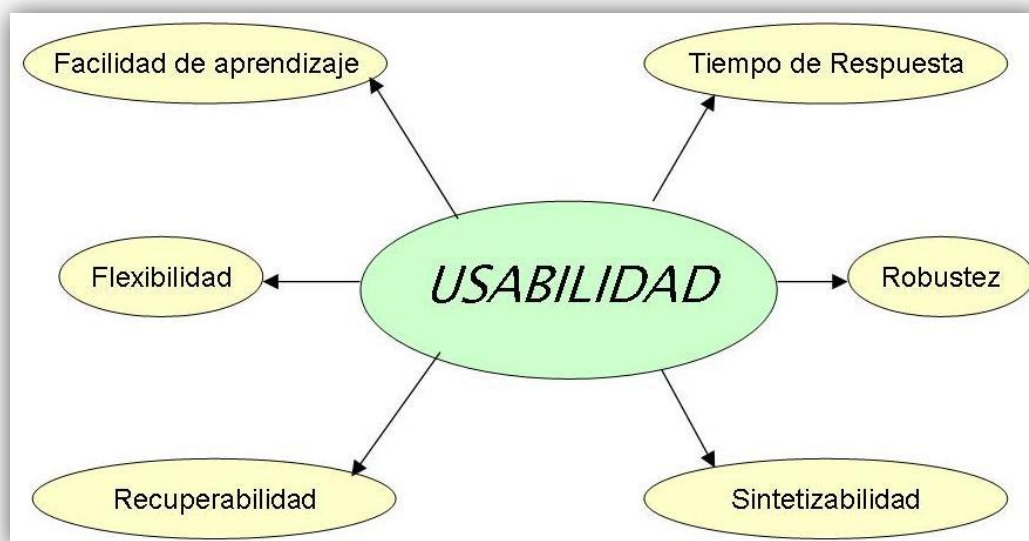 Facilidad de aprendizaje
Tiempo de Respuesta
Flexibilidad
USABILIDAD
Robustez
Recuperabilidad
Sintetizabilidad